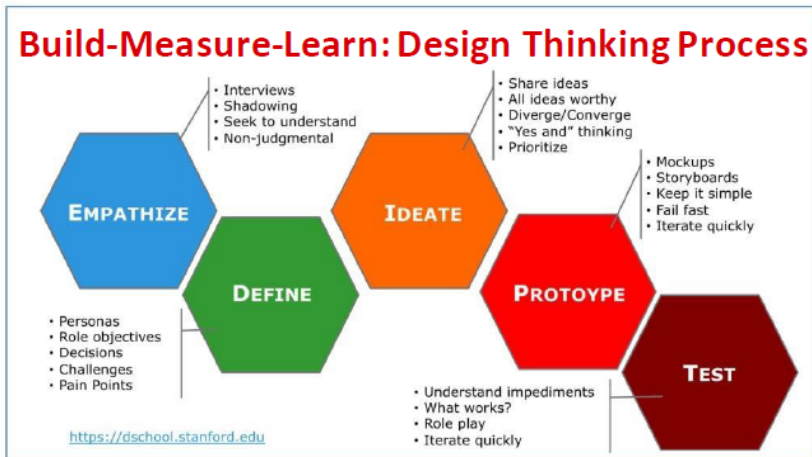 Build-Measure-Learn: Design Thinking Process
• Interviews
• Shadowing
• Seek to understand
• Non-judgmental
EMPATHIZE
• Personas
• Role objectives
• Decisions
• Challenges
• Pain Points
DEFINE
• Share ideas
• All ideas worthy
• Diverge/Converge
• “Yes and” thinking
• Prioritize
IDEATE
• Mockups
• Storyboards
• Keep it simple
• Fail fast
• Iterate quickly
PROTOYPE
• Understand impediments
• What works?
• Role play
• Iterate quickly
TEST
https://dschool.stanford.edu